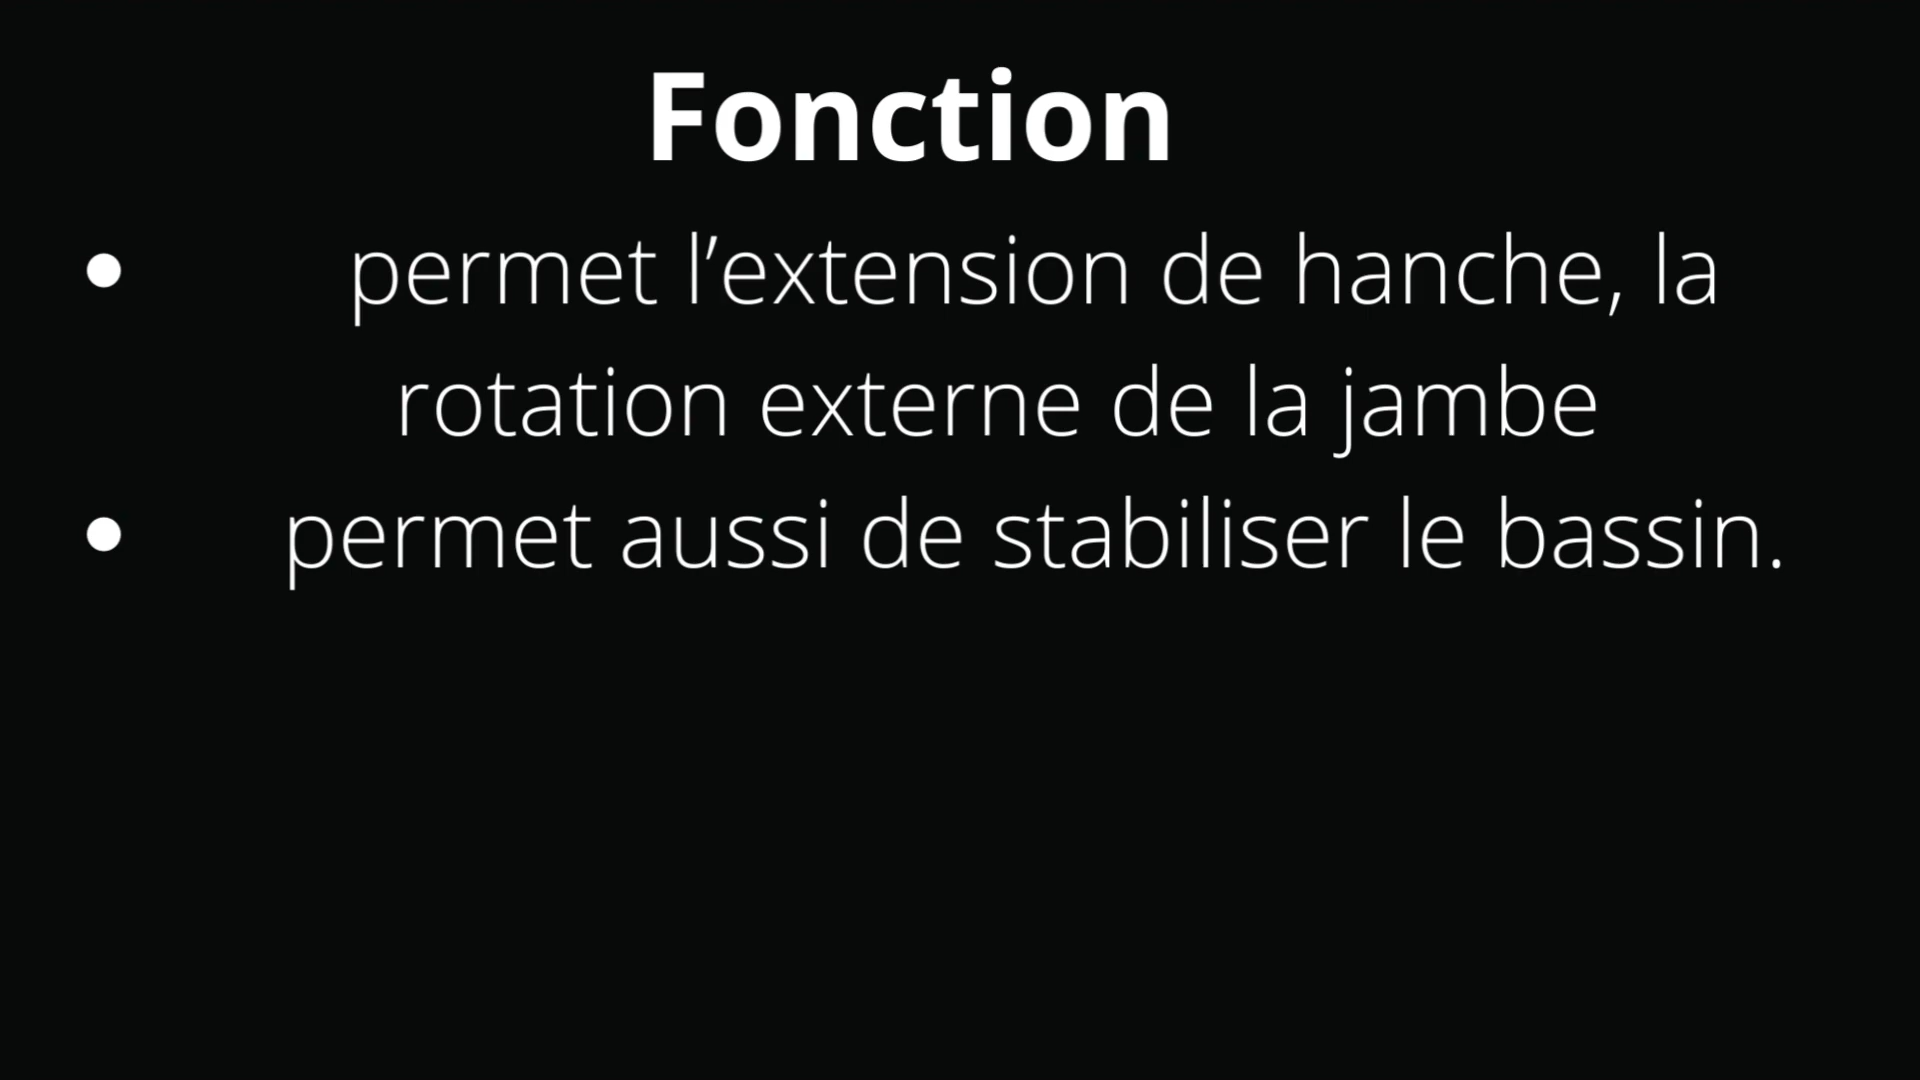 Fonction
• permet l’extension de hanche, la
rotation externe de la jambe
• permet aussi de stabiliser le bassin.